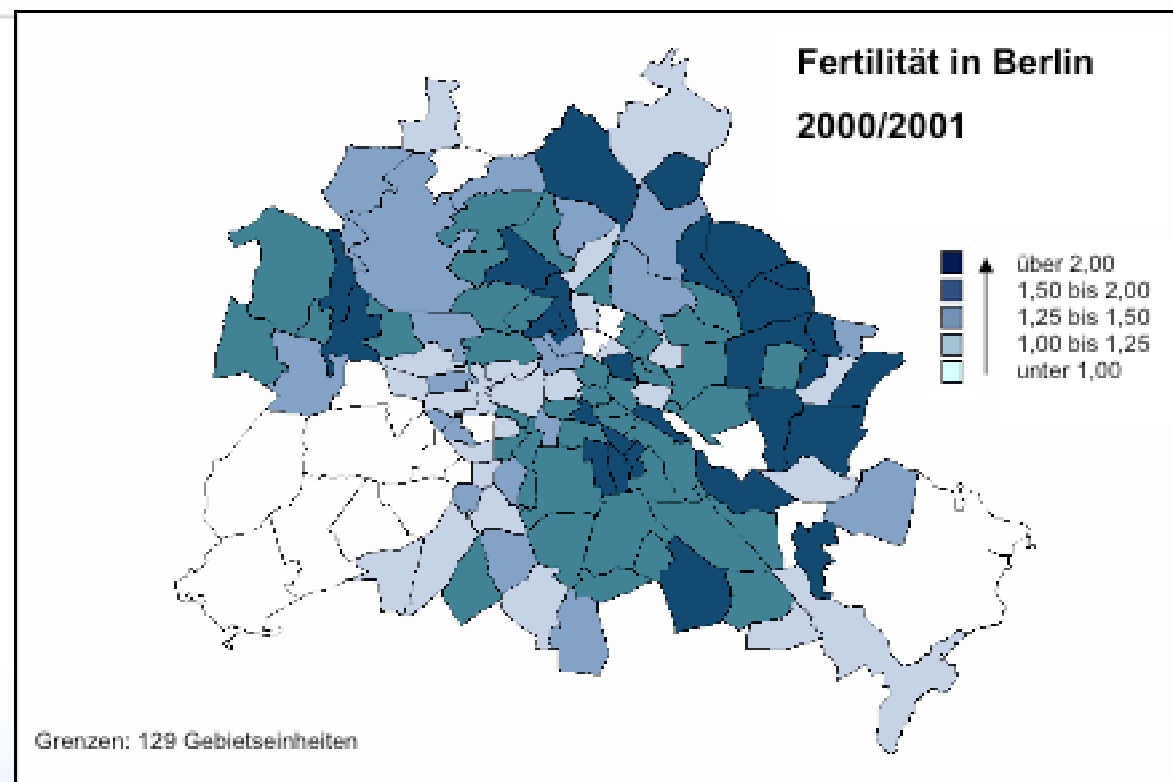 Fertilität in Berlin
2000/2001
über 2,00
1,50 bis 2,00
1,25 bis 1,50
1,00 bis 1,25
unter 1,00
Grenzen: 129 Gebietseinheiten